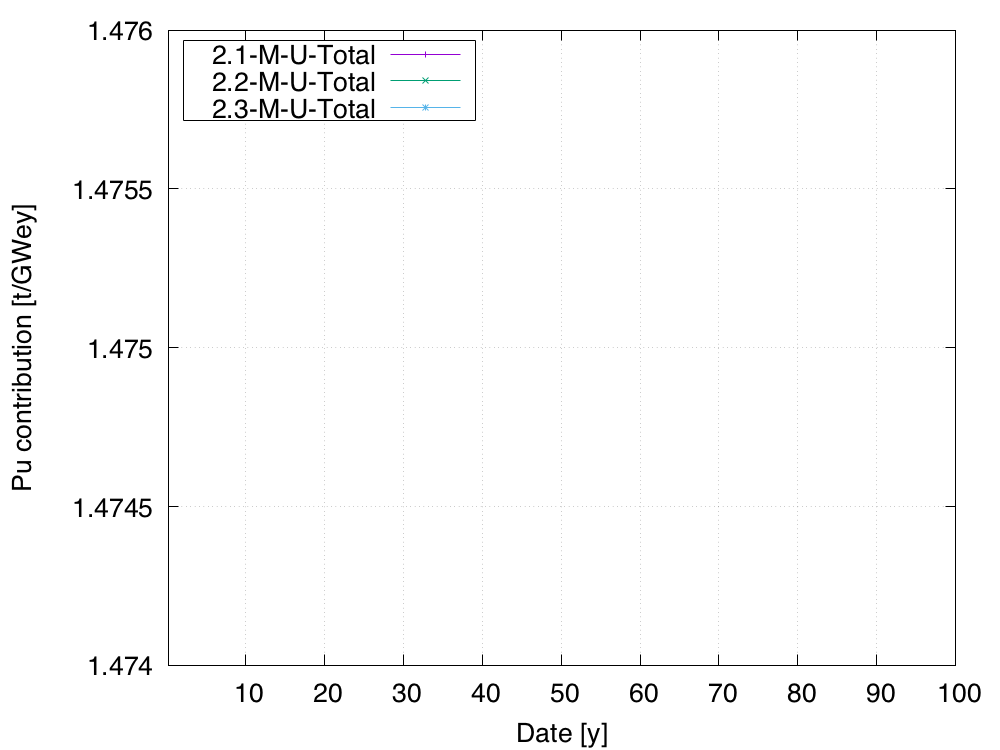 1.476
2.1-M-U-Total
2.2-M-U-Total
2.3-M-U-Total
1.4755
1.475
1.4745
1.474
Pu contribution [t/GWey]
10 20 30 40 50 60 70 80 90 100
Date [y]